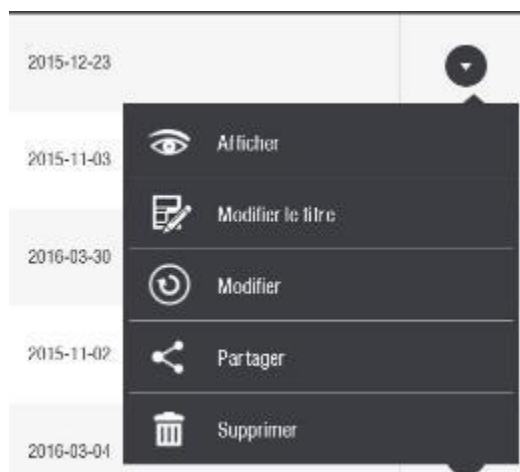 2015-12-23
Afficher
2015-11-03
Modifier le titre
2016-03-30
Modifier
2015-11-02
Partager
Supprimer
2016-03-04